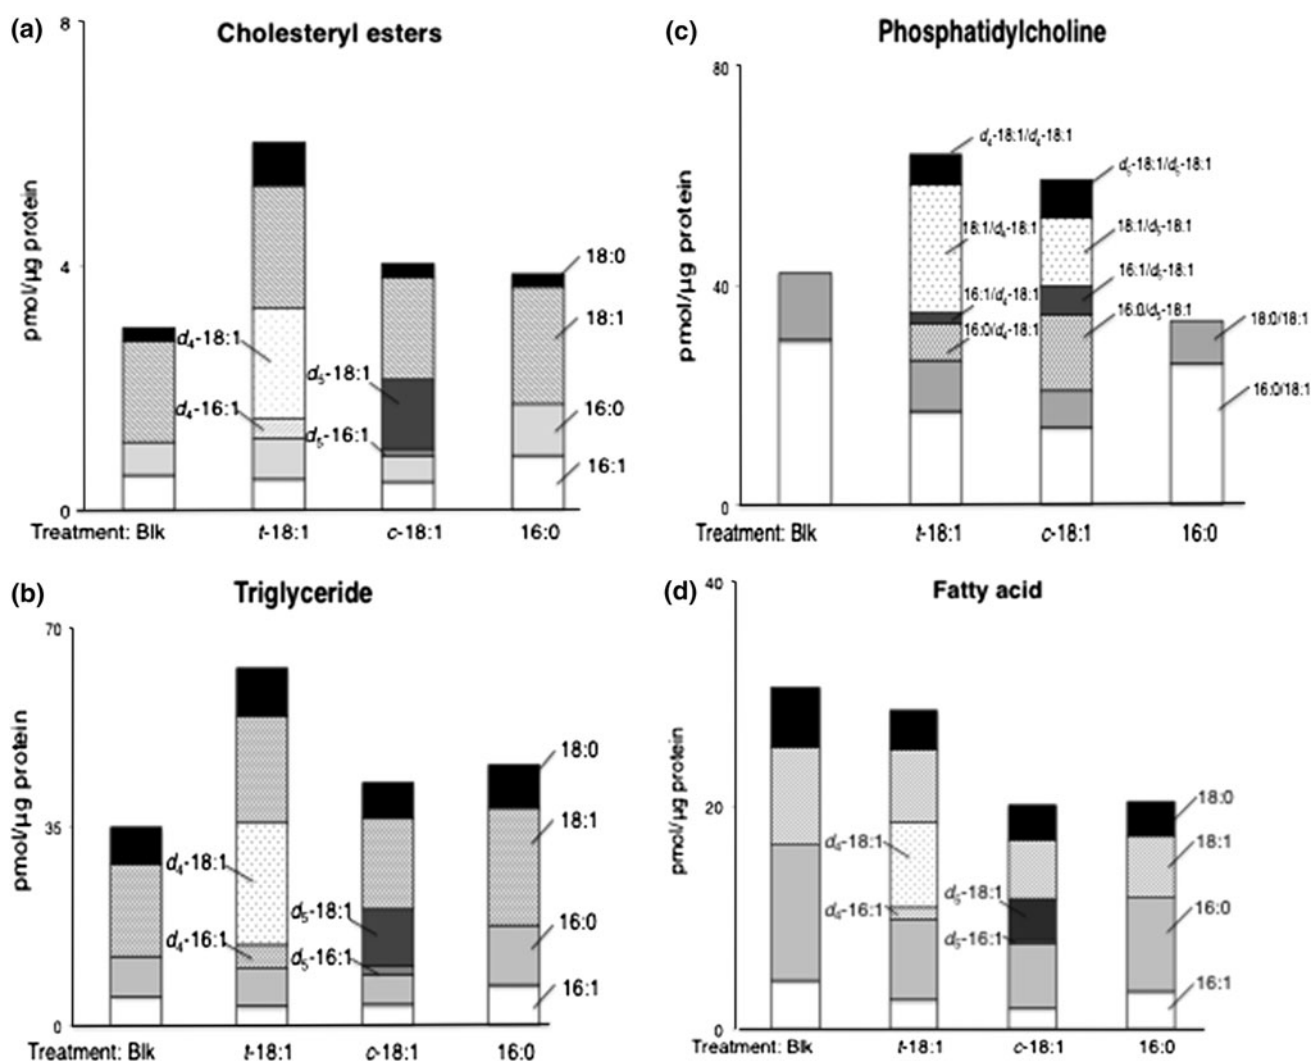 (a)
Cholesteryl esters
8
4
0
pmol/µg protein
d4-18:1
d4-16:1
d5-18:1
d5-16:1
18:0
18:1
16:0
16:1
Treatment: Blk t-18:1 c-18:1 16:0
(c)
Phosphatidylcholine
80
40
0
pmol/µg protein
d4-18:1/d4-18:1
18:1/d4-18:1
16:1/d4-18:1
16:0/d4-18:1
d5-18:1/d5-18:1
18:1/d5-18:1
16:1/d5-18:1
16:0/d5-18:1
18:0/18:1
16:0/18:1
Treatment: Blk t-18:1 c-18:1 16:0
(b)
Triglyceride
70
35
0
pmol/µg protein
d4-18:1
d4-16:1
d5-18:1
d5-16:1
18:0
18:1
16:0
16:1
Treatment: Blk t-18:1 c-18:1 16:0
(d)
Fatty acid
40
20
0
pmol/µg protein
d4-18:1
d4-16:1
d5-18:1
d5-16:1
18:0
18:1
16:0
16:1
Treatment: Blk t-18:1 c-18:1 16:0